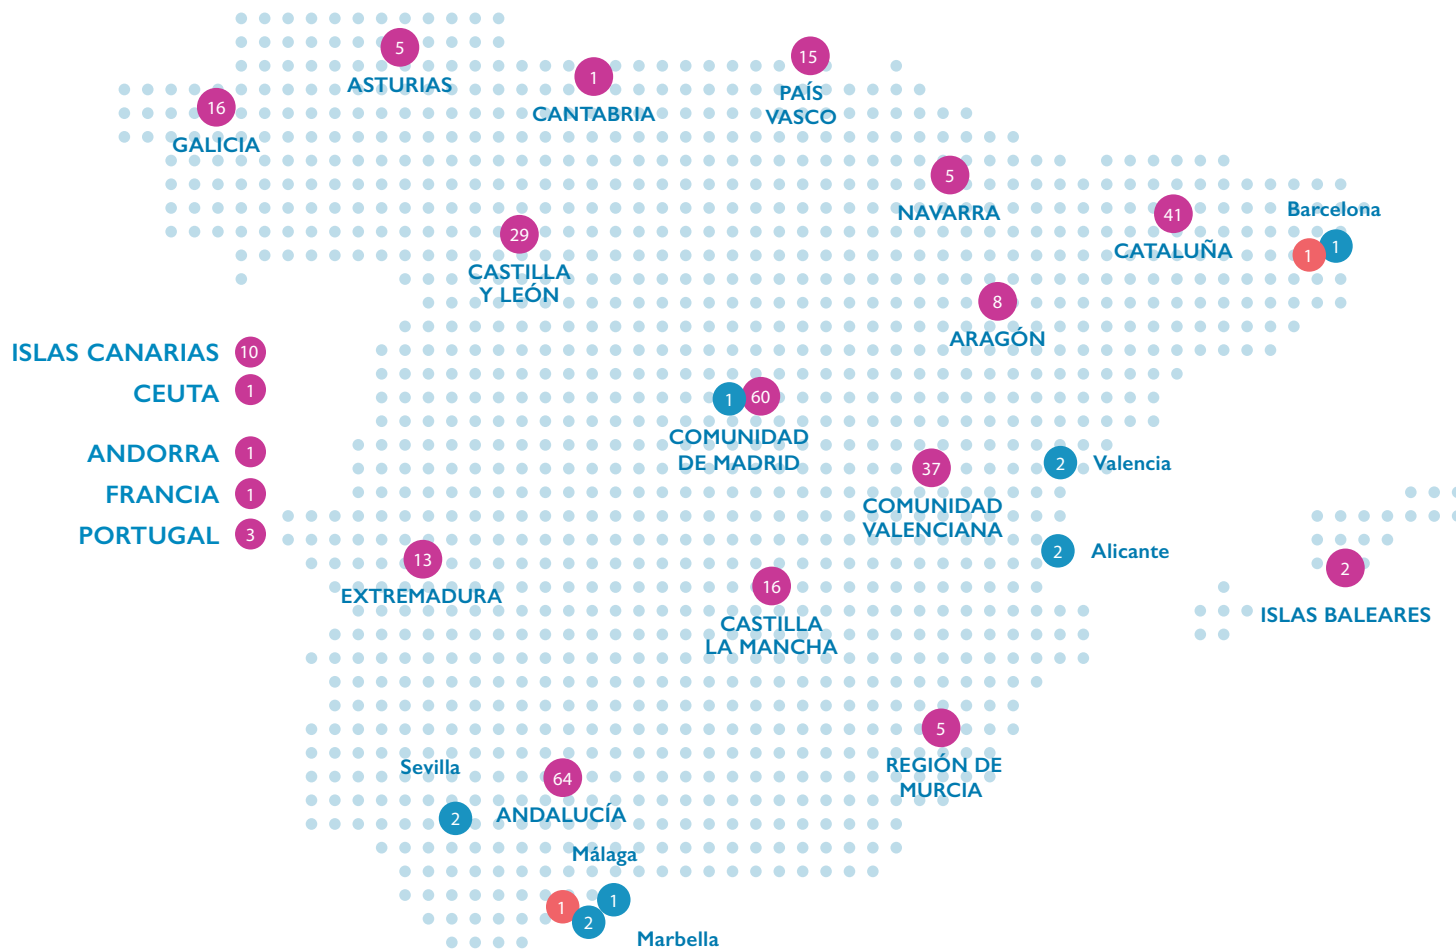 5
ASTURIAS
1
CANTABRIA
15
PAÍS
VASCO
16
GALICIA
5
NAVARRA
41
CATALUÑA
Barcelona
1
1
29
CASTILLA
Y LEÓN
8
ARAGÓN
ISLAS CANARIAS 10
CEUTA 1
ANDORRA 1
FRANCIA 1
PORTUGAL 3
1
60
COMUNIDAD
DE MADRID
37
COMUNIDAD
VALENCIANA
2 Valencia
2 Alicante
13
EXTREMADURA
16
CASTILLA
LA MANCHA
2
ISLAS BALEARES
5
REGIÓN DE
MURCIA
Sevilla
2
64
ANDALUCÍA
Málaga
1
1
2
Marbella